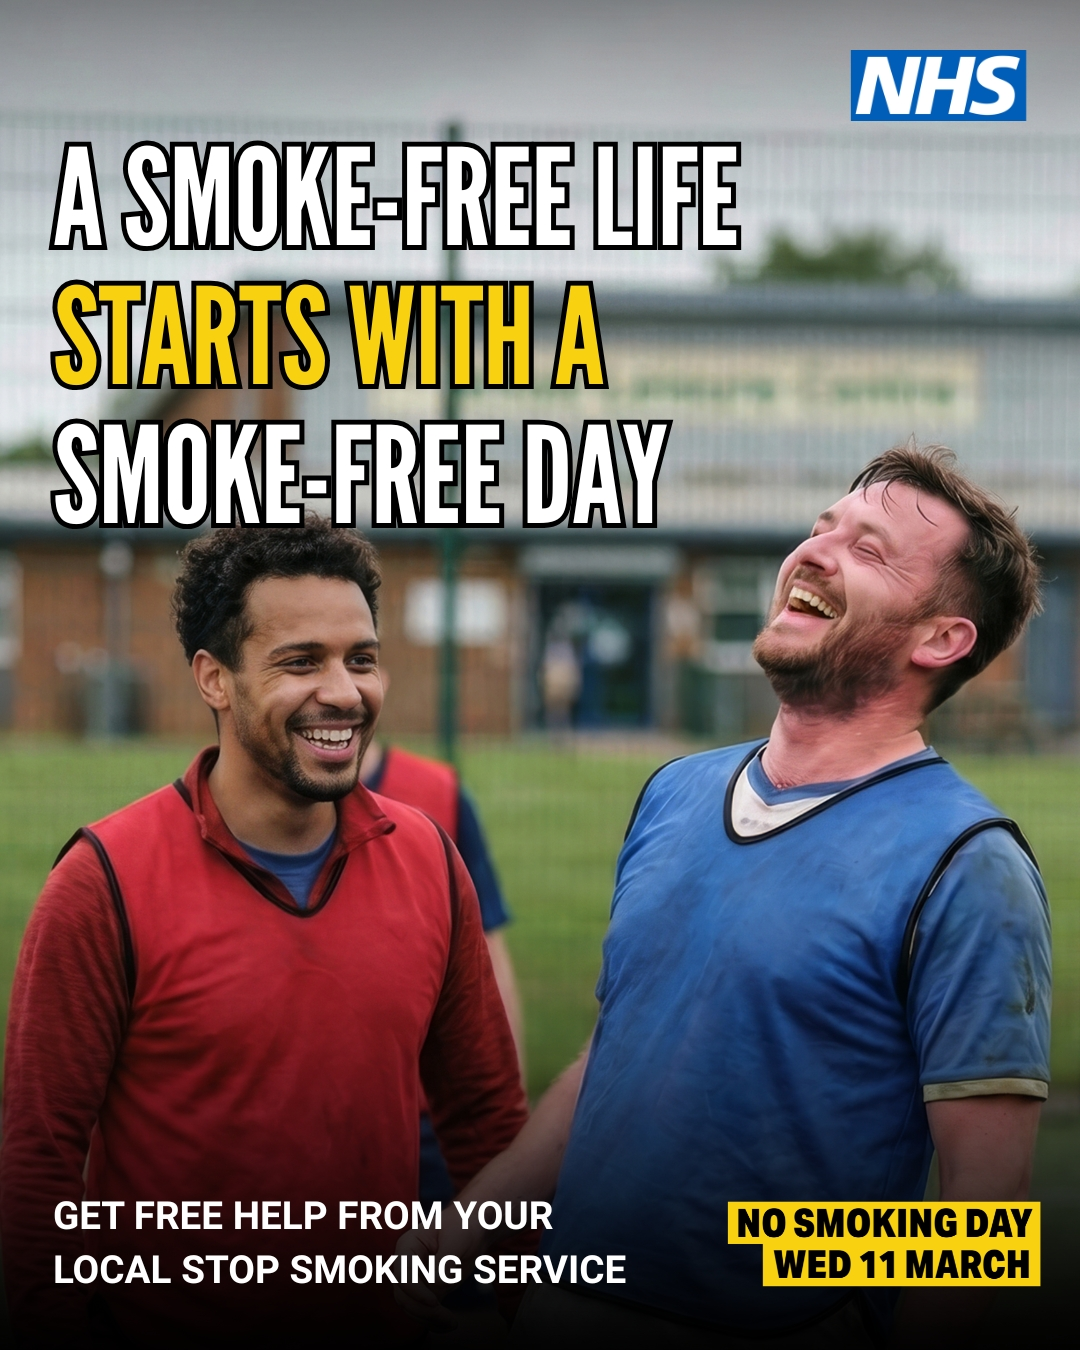 NHS
A SMOKE-FREE LIFE
STARTS WITH A
SMOKE-FREE DAY
GET FREE HELP FROM YOUR
LOCAL STOP SMOKING SERVICE
NO SMOKING DAY
WED 11 MARCH